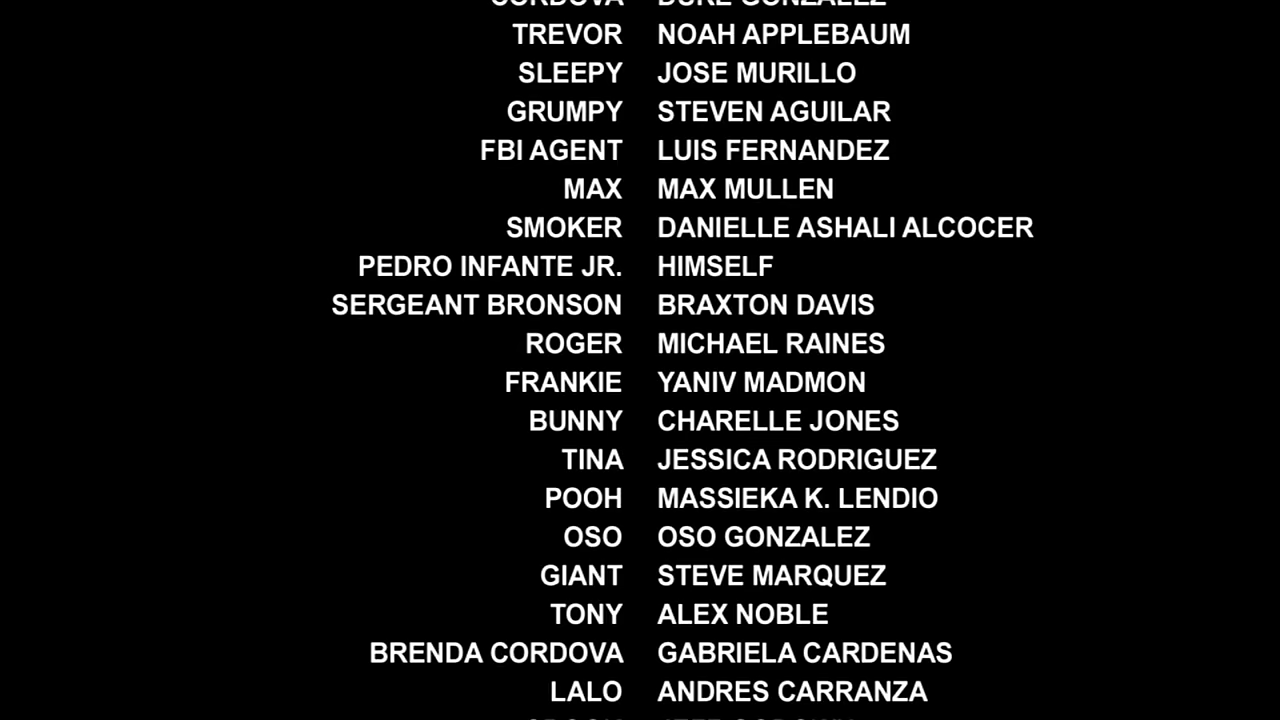 CORDOVA DUKE GONZALEZ
TREVOR NOAH APPLEBAUM
SLEEPY JOSE MURILLO
GRUMPY STEVEN AGUILAR
FBI AGENT LUIS FERNANDEZ
MAX MAX MULLEN
SMOKER DANIELLE ASHALI ALCOCER
PEDRO INFANTE JR. HIMSELF
SERGEANT BRONSON BRAXTON DAVIS
ROGER MICHAEL RAINES
FRANKIE YANIV MADMON
BUNNY CHARELLE JONES
TINA JESSICA RODRIGUEZ
POOH MASSIEKA K. LENDIO
OSO OSO GONZALEZ
GIANT STEVE MARQUEZ
TONY ALEX NOBLE
BRENDA CORDOVA GABRIELA CARDENAS
LALO ANDRES CARRANZA